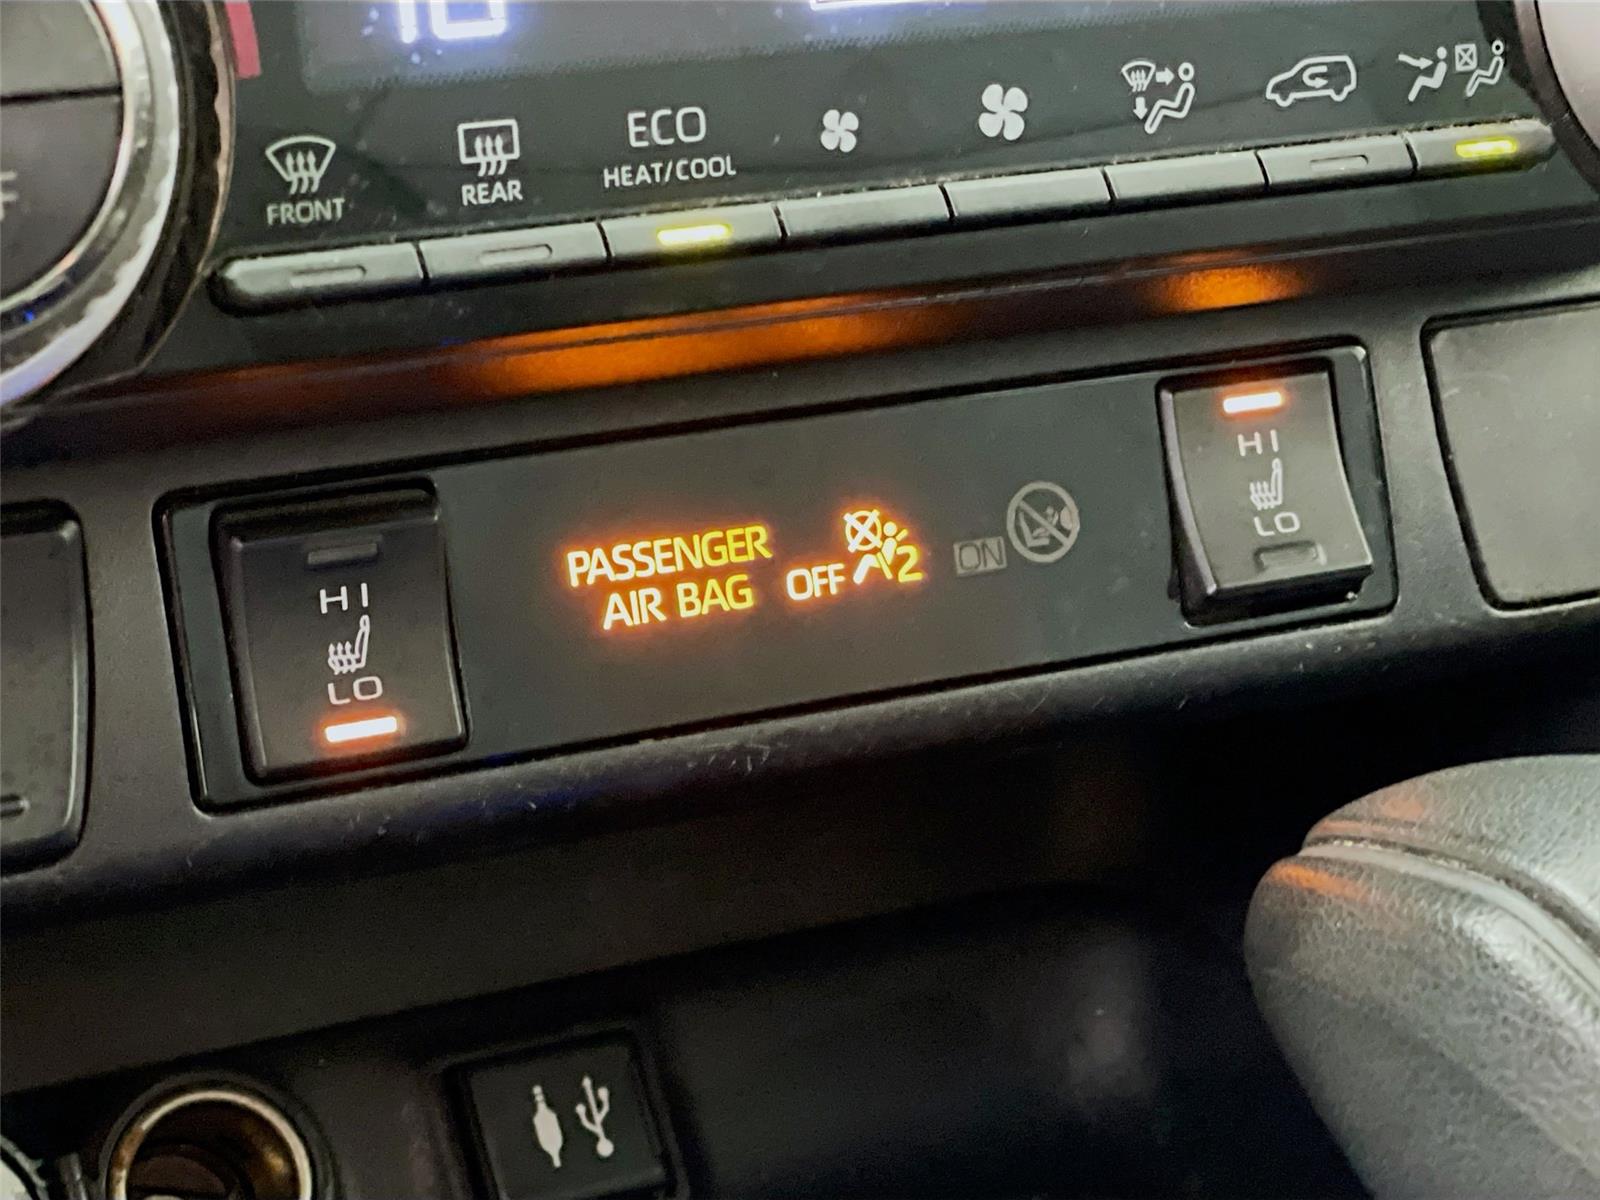 FRONT
REAR
ECO
HEAT/COOL
HI
LO
PASSENGER
AIR BAG
OFF
2
ON
HI
LO